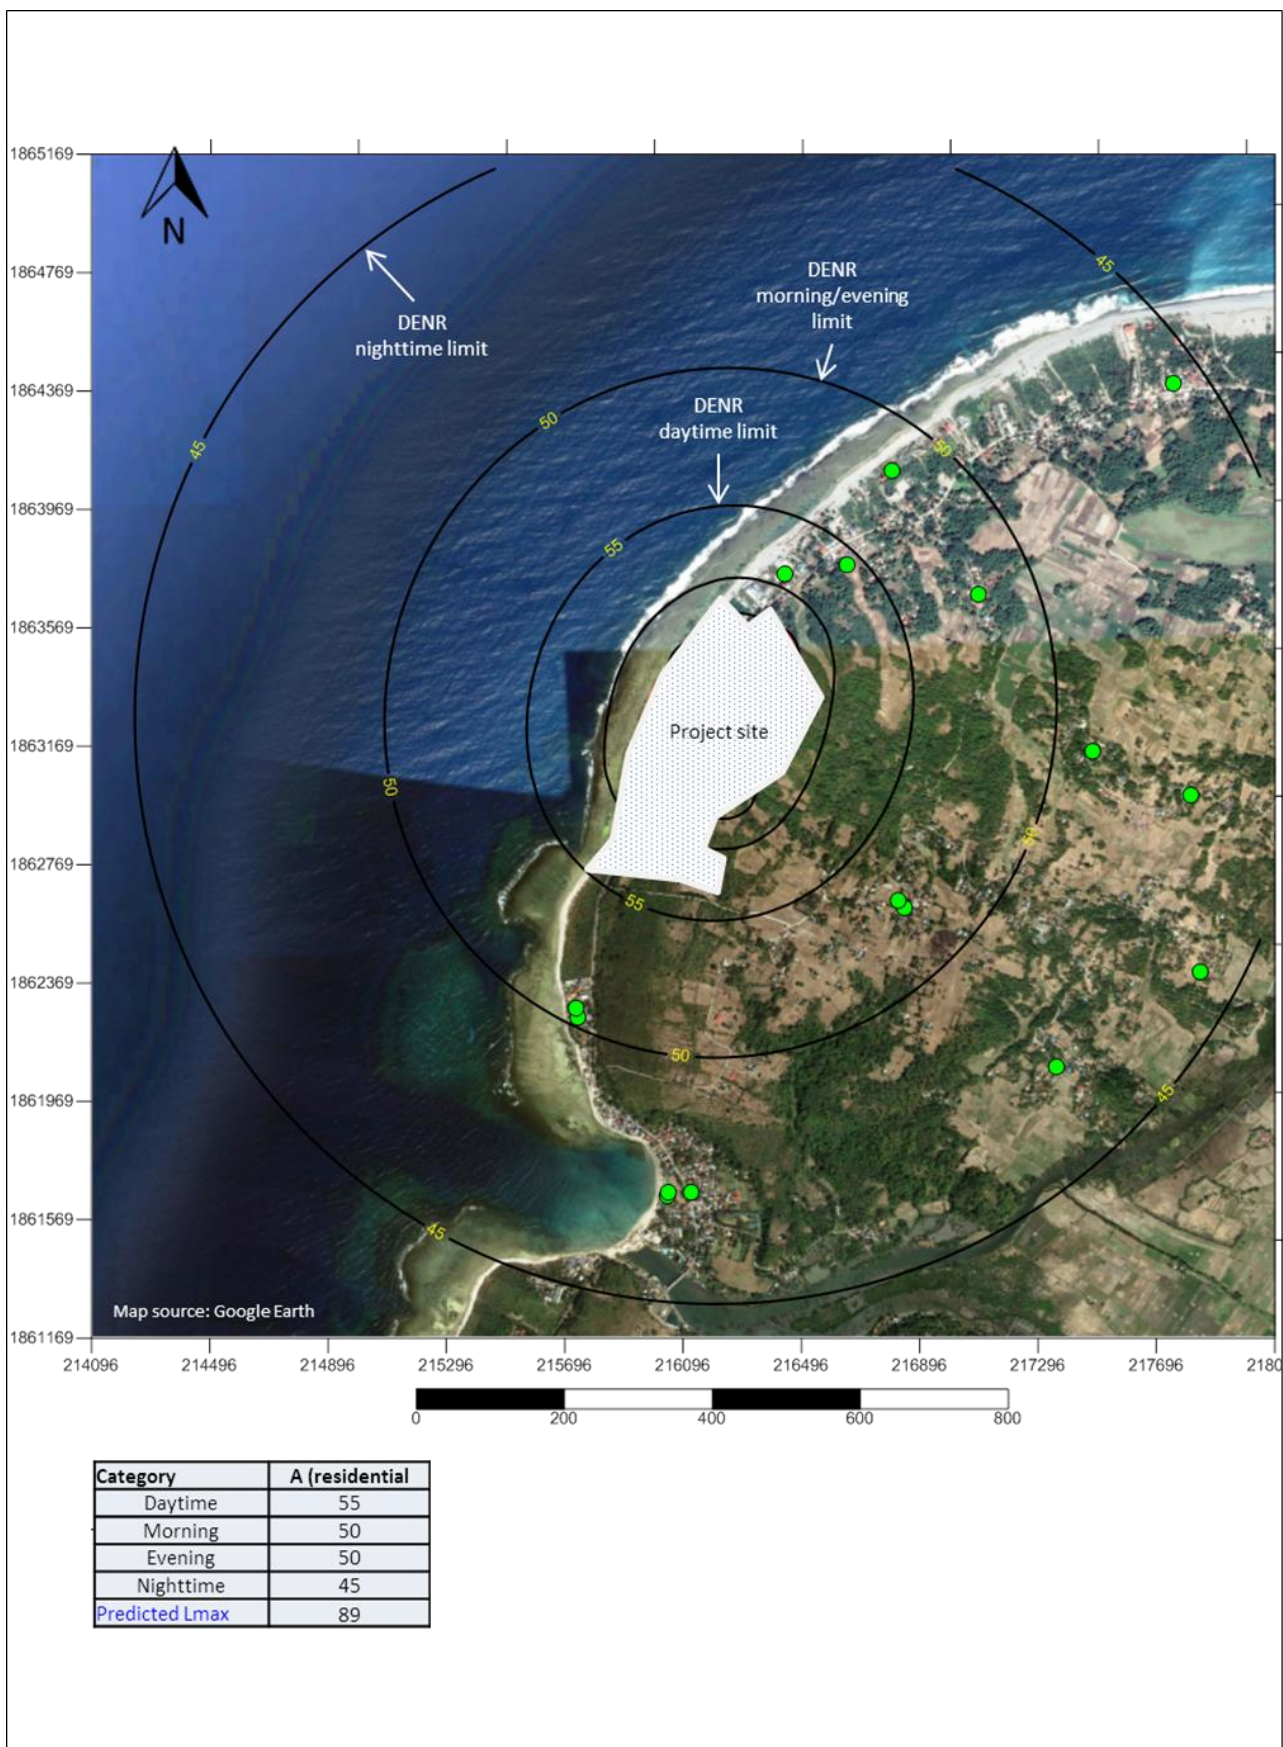 1865169
N
1864769
DENR
morning/evening
limit
45
DENR
nighttime limit
1864369
DENR
daytime limit
50
50
45
1863969
55
1863569
Project site
1863169
50
50
1862769
55
1862369
50
1861969
45
1861569
45
Map source: Google Earth
1861169
214096 214496 214896 215296 215696 216096 216496 216896 217296 217696 2180
0 200 400 600 800
Category A (residential
Daytime 55
Morning 50
Evening 50
Nighttime 45
Predicted Lmax 89